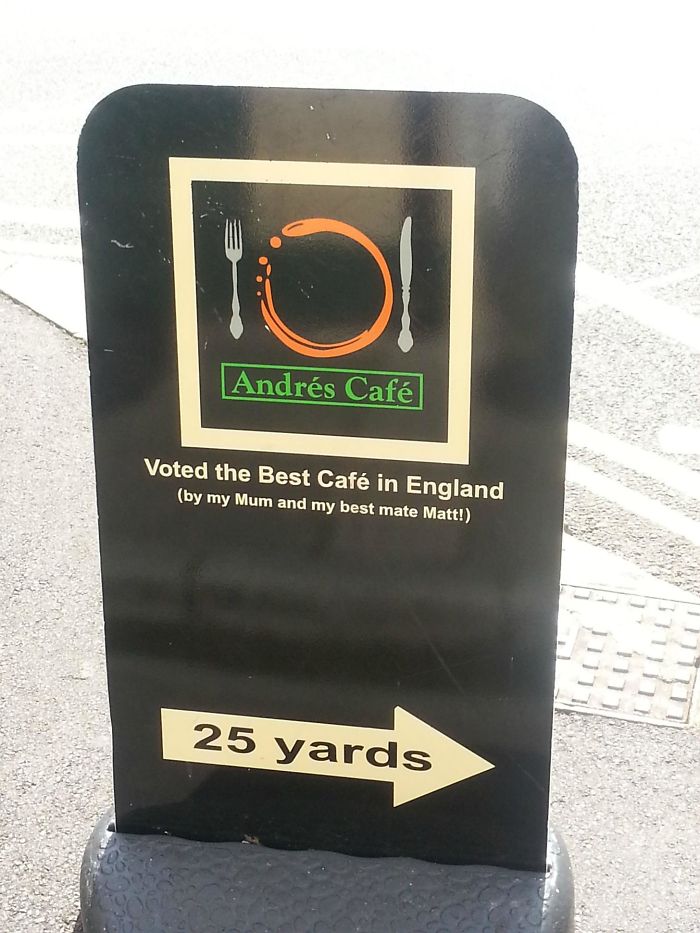 Andrés Café
Voted the Best Café in England
(by my Mum and my best mate Matt!)
25 yards